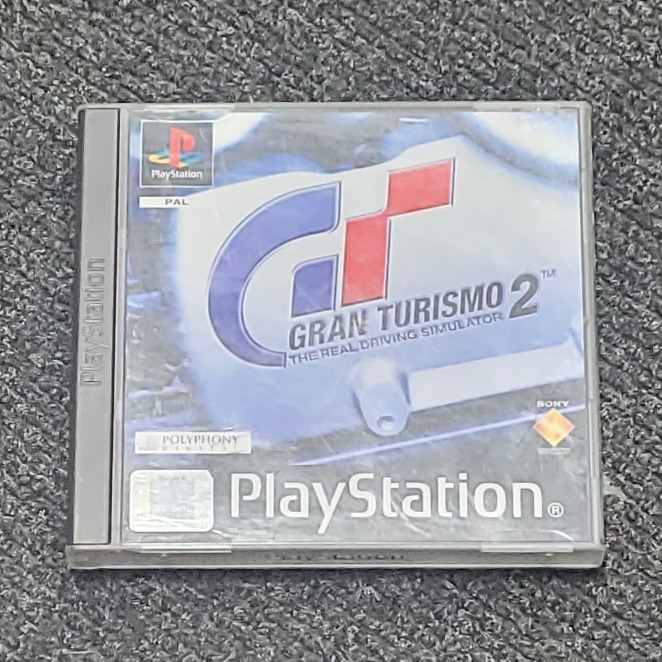 PlayStation
PlayStation
PAL
GRAN TURISMO 2™
THE REAL DRIVING SIMULATOR
SONY
POLYPHONY
DIGITAL
PlayStation®